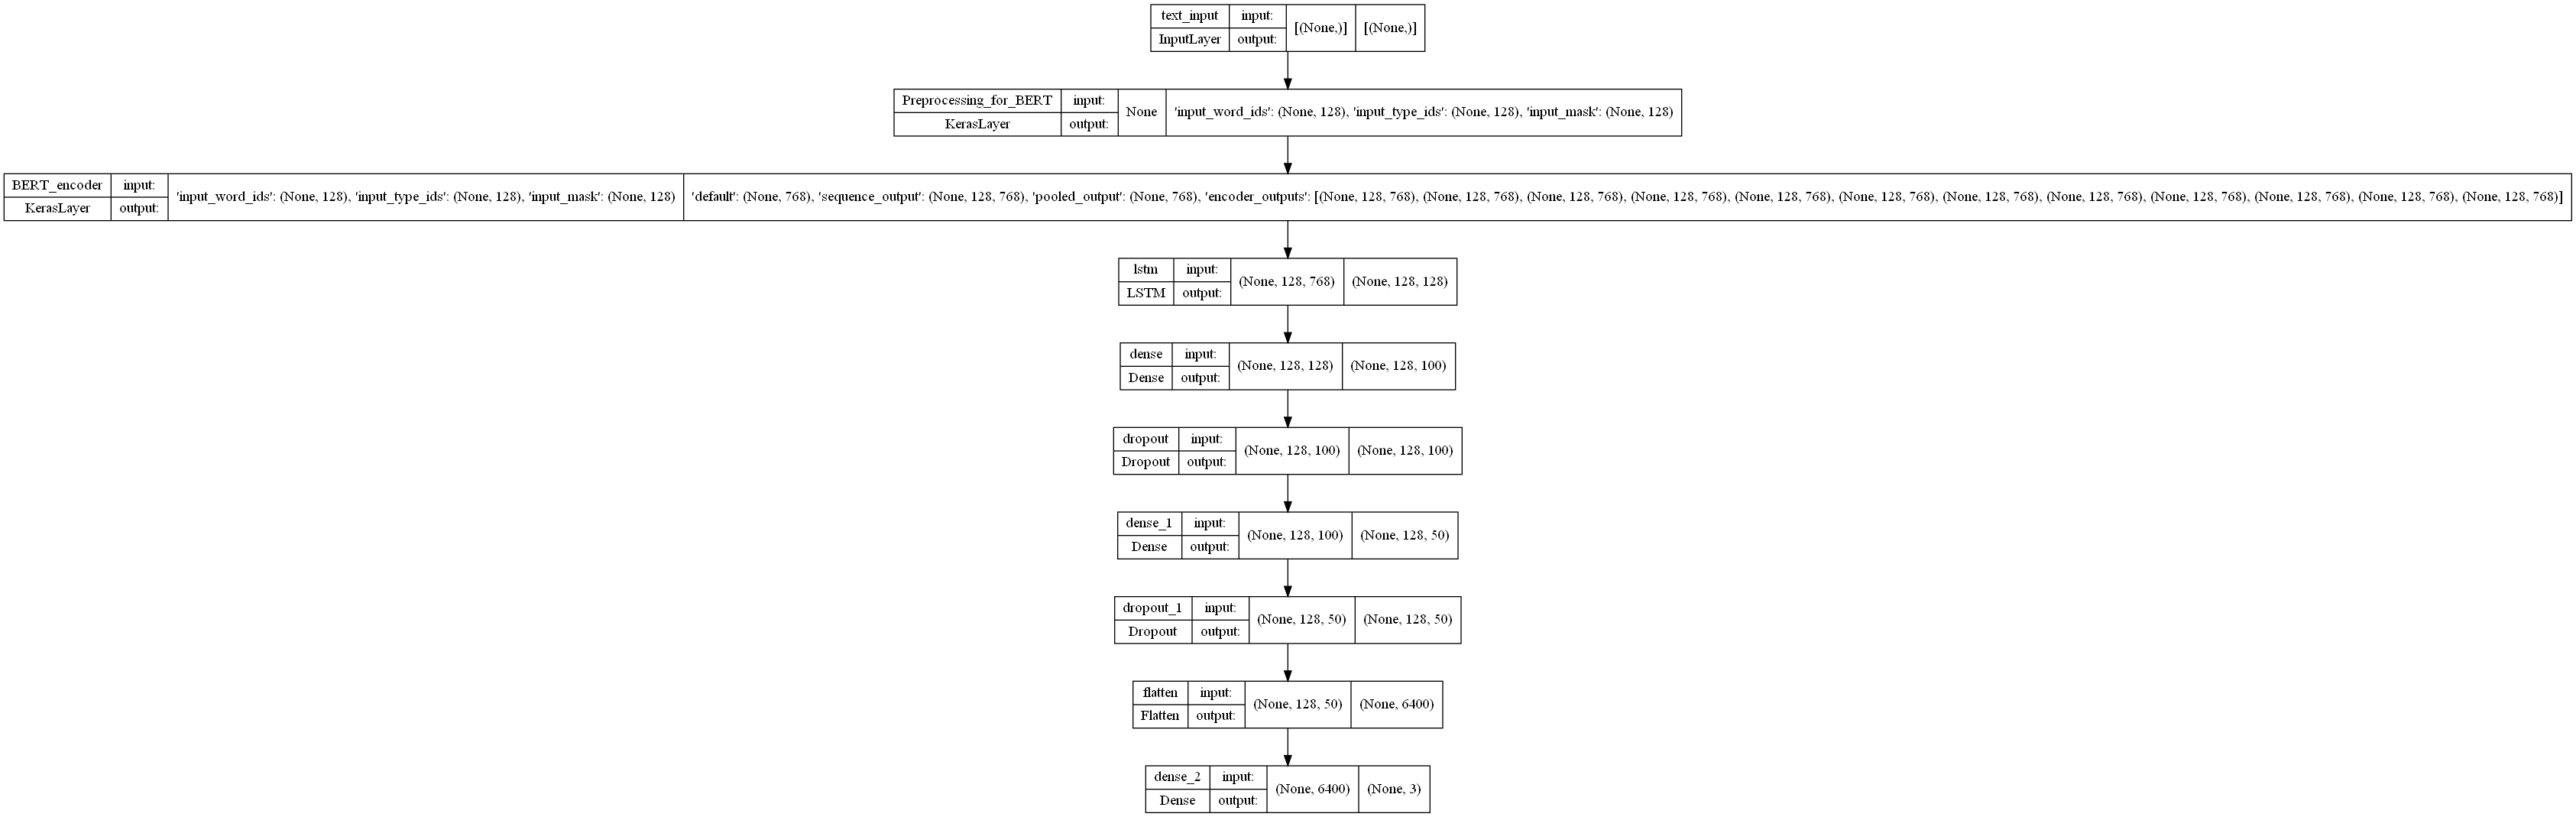 text_input input:
[(None,)] [(None,)]
InputLayer output:
Preprocessing_for_BERT input:
None 'input_word_ids': (None, 128), 'input_type_ids': (None, 128), 'input_mask': (None, 128)
KerasLayer output:
BERT_encoder input:
'input_word_ids': (None, 128), 'input_type_ids': (None, 128), 'input_mask': (None, 128) 'default': (None, 768), 'sequence_output': (None, 128, 768), 'pooled_output': (None, 768), 'encoder_outputs': [(None, 128, 768), (None, 128, 768), (None, 128, 768), (None, 128, 768), (None, 128, 768), (None, 128, 768), (None, 128, 768), (None, 128, 768), (None, 128, 768), (None, 128, 768), (None, 128, 768), (None, 128, 768)]
KerasLayer output:
lstm input:
(None, 128, 768) (None, 128, 128)
LSTM output:
dense input:
(None, 128, 128) (None, 128, 100)
Dense output:
dropout input:
(None, 128, 100) (None, 128, 100)
Dropout output:
dense_1 input:
(None, 128, 100) (None, 128, 50)
Dense output:
dropout_1 input:
(None, 128, 50) (None, 128, 50)
Dropout output:
flatten input:
(None, 128, 50) (None, 6400)
Flatten output:
dense_2 input:
(None, 6400) (None, 3)
Dense output: